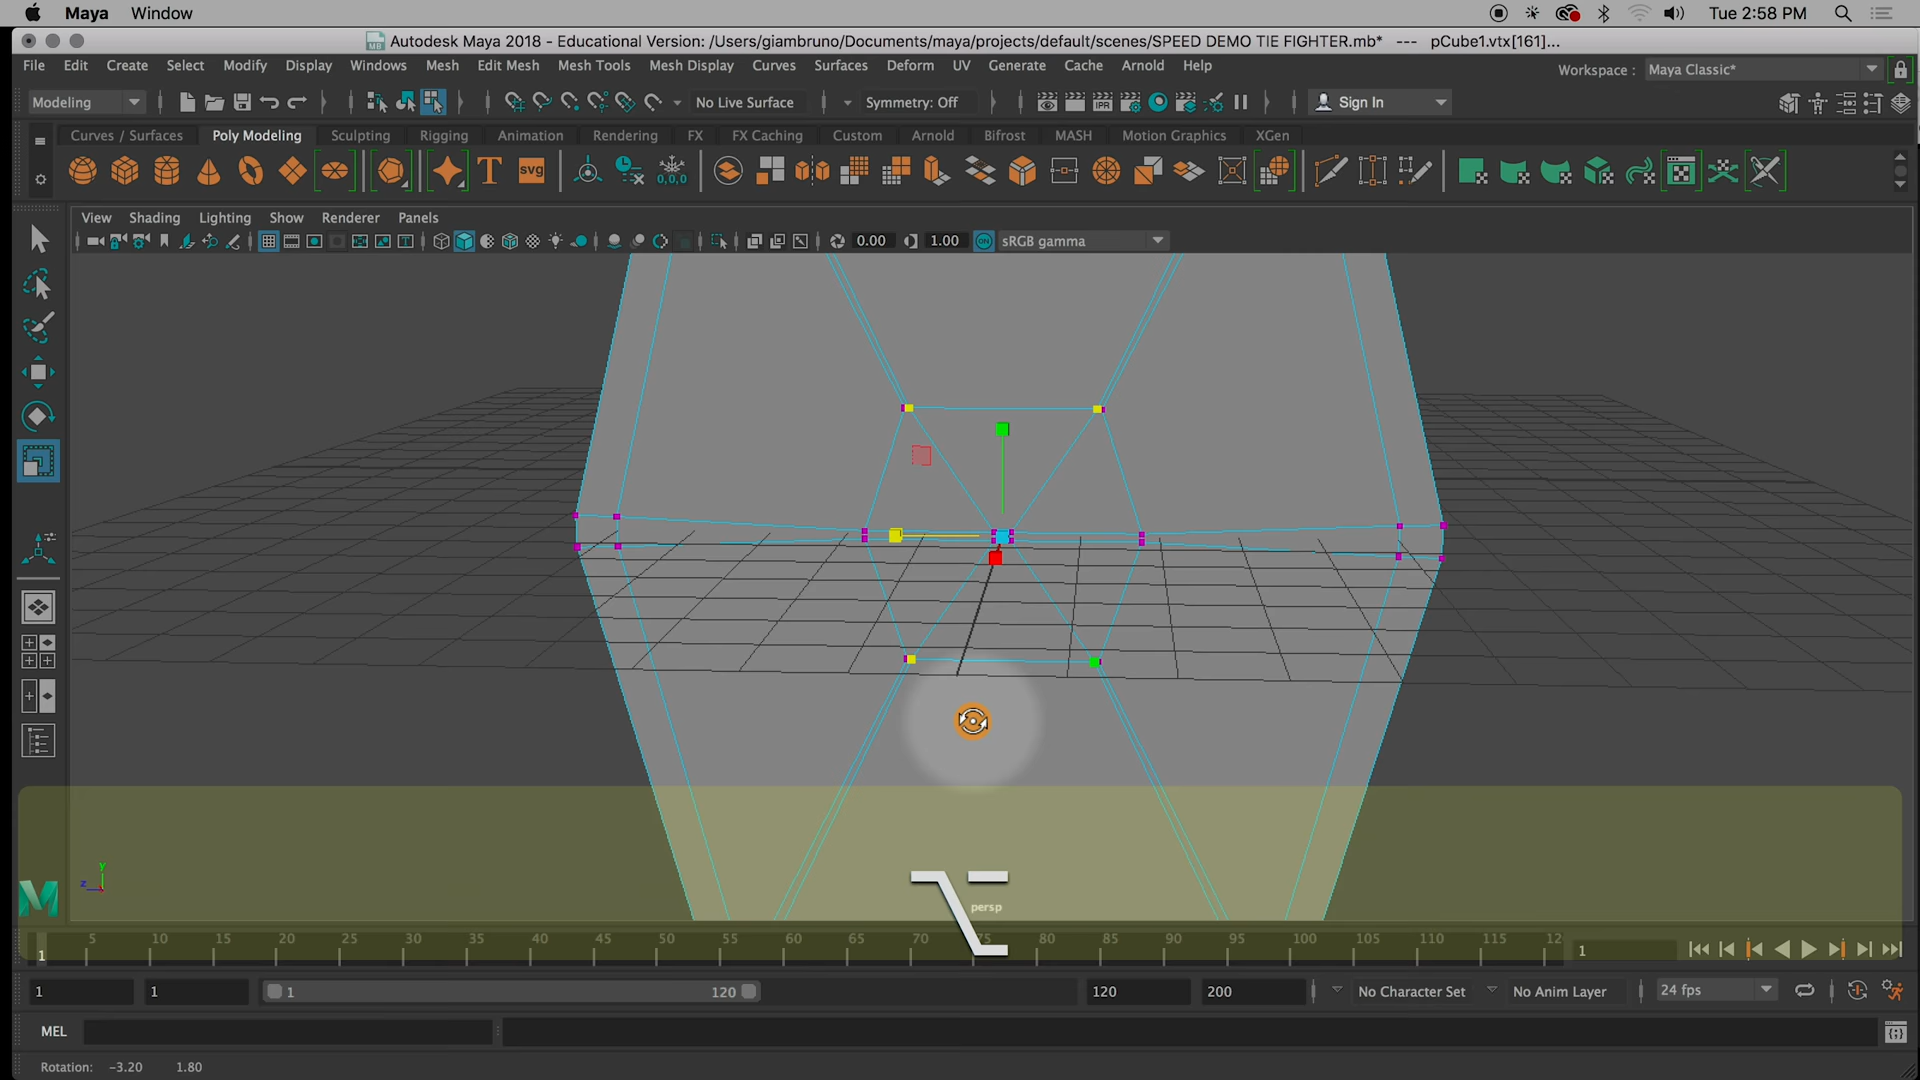 Maya Window
Tue 2:58 PM
Autodesk Maya 2018 - Educational Version: /Users/giambruno/Documents/maya/projects/default/scenes/SPEED DEMO TIE FIGHTER.mb* --- pCube1.vtx[161]...
File Edit Create Select Modify Display Windows Mesh Edit Mesh Mesh Tools Mesh Display Curves Surfaces Deform UV Generate Cache Arnold Help
Workspace : Maya Classic*
Modeling No Live Surface Symmetry: Off IPR Sign In
Curves / Surfaces Poly Modeling Sculpting Rigging Animation Rendering FX FX Caching Custom Arnold Bifrost MASH Motion Graphics XGen
T svg 0,0,0
View Shading Lighting Show Renderer Panels
0.00 1.00 ON sRGB gamma
y
z
M
persp
5 10 15 20 25 30 35 40 45 50 55 60 65 70 75 80 85 90 95 100 105 110 115 12
1 1
1 1 1 120 120 200 No Character Set No Anim Layer 24 fps
MEL
Rotation: -3.20 1.80